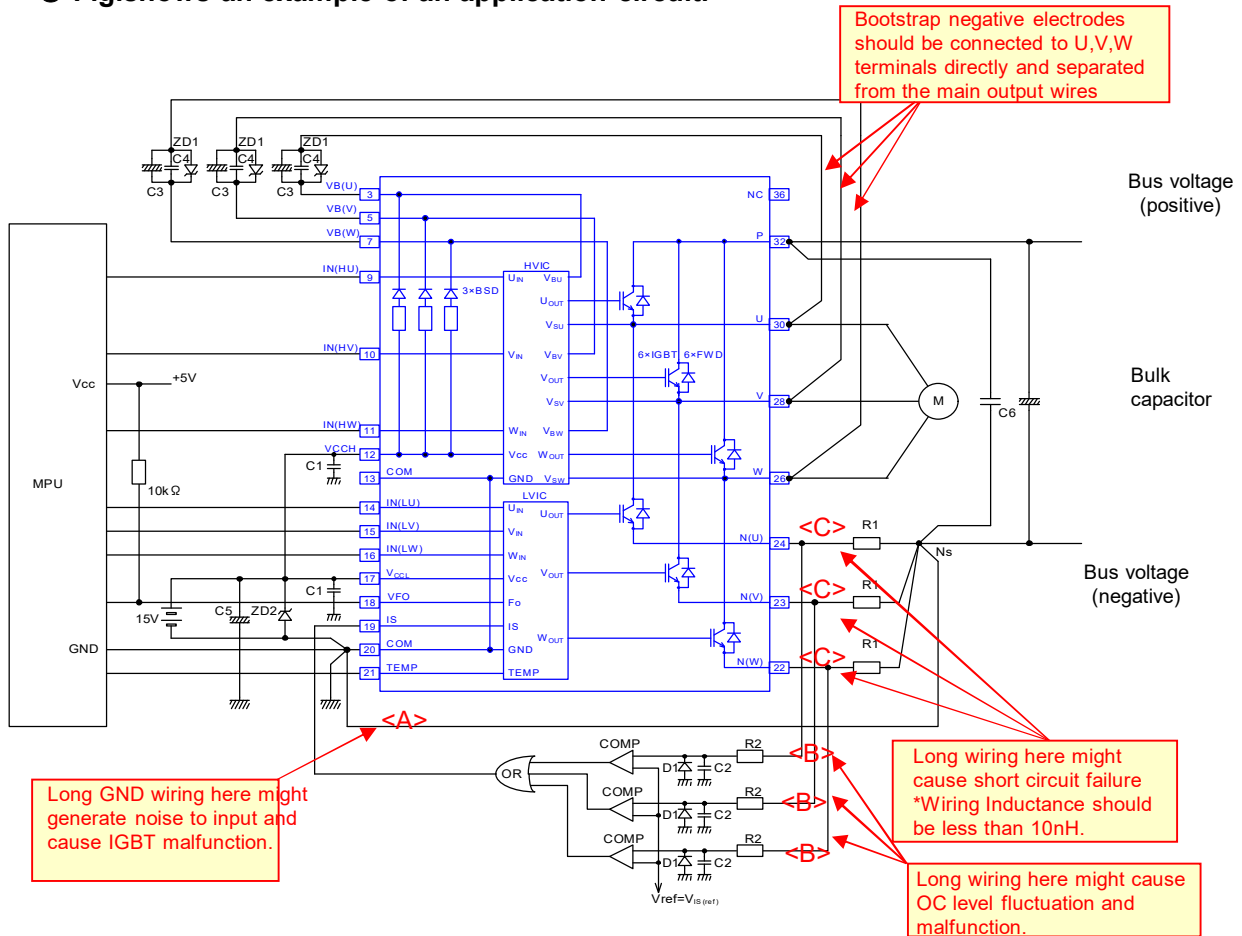 Bootstrap negative electrodes
should be connected to U,V,W
terminals directly and separated
from the main output wires
ZD1
ZD1
ZD1
C4
C4
C4
C3
C3
C3
Bus voltage
(positive)
VB(U)
3
VB(V)
5
VB(W)
7
NC
36
P
32
IN(HU)
9
HVIC
3×BSD
UIN
VBU
UOUT
VSU
U
30
IN(HV)
10
VIN
VBV
6×IGBT
6×FWD
VOUT
VSV
V
28
Vcc
+5V
M
C6
Bulk
capacitor
IN(HW)
11
WIN
VBW
VCCH
12
Vcc
WOUT
C1
13
COM
GND
VSW
W
26
MPU
10kΩ
LVIC
14
IN(LU)
UIN
UOUT
15
IN(LV)
VIN
16
IN(LW)
WIN
N(U)
24
<C>
R1
Ns
17
VCCL
Vcc
VOUT
C1
18
VFO
Fo
N(V)
23
<C>
R1
Bus voltage
(negative)
15V
C5
ZD2
19
IS
IS
WOUT
GND
20
COM
GND
N(W)
22
<C>
R1
21
TEMP
TEMP
<A>
COMP
R2
<B>
D1
C2
OR
COMP
R2
<B>
D1
C2
COMP
R2
<B>
D1
C2
Vref=VIS(ref)
Long GND wiring here might
generate noise to input and
cause IGBT malfunction.
Long wiring here might
cause short circuit failure
*Wiring Inductance should
be less than 10nH.
Long wiring here might cause
OC level fluctuation and
malfunction.